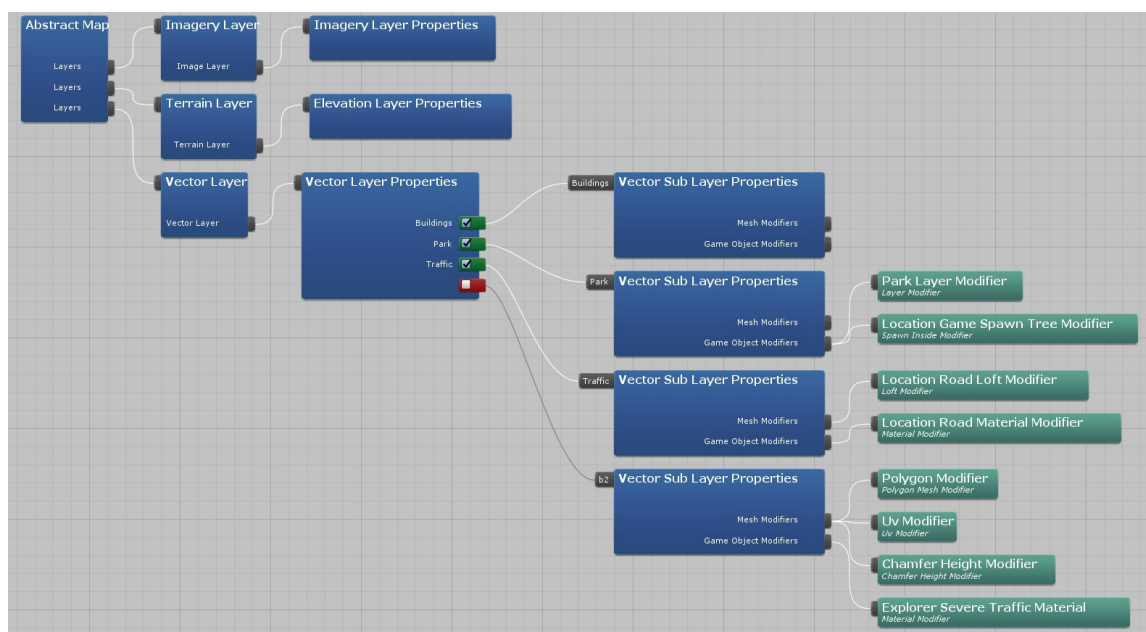 Abstract Map
Layers
Layers
Layers
Imagery Layer
Image Layer
Imagery Layer Properties
Terrain Layer
Terrain Layer
Elevation Layer Properties
Vector Layer
Vector Layer
Vector Layer Properties
Buildings
Park
Traffic
Buildings
Vector Sub Layer Properties
Mesh Modifiers
Game Object Modifiers
Park
Vector Sub Layer Properties
Mesh Modifiers
Game Object Modifiers
Park Layer Modifier
Layer Modifier
Location Game Spawn Tree Modifier
Spawn Inside Modifier
Traffic
Vector Sub Layer Properties
Mesh Modifiers
Game Object Modifiers
Location Road Loft Modifier
Loft Modifier
Location Road Material Modifier
Material Modifier
b2
Vector Sub Layer Properties
Mesh Modifiers
Game Object Modifiers
Polygon Modifier
Polygon Mesh Modifier
Uv Modifier
Uv Modifier
Chamfer Height Modifier
Chamfer Height Modifier
Explorer Severe Traffic Material
Material Modifier